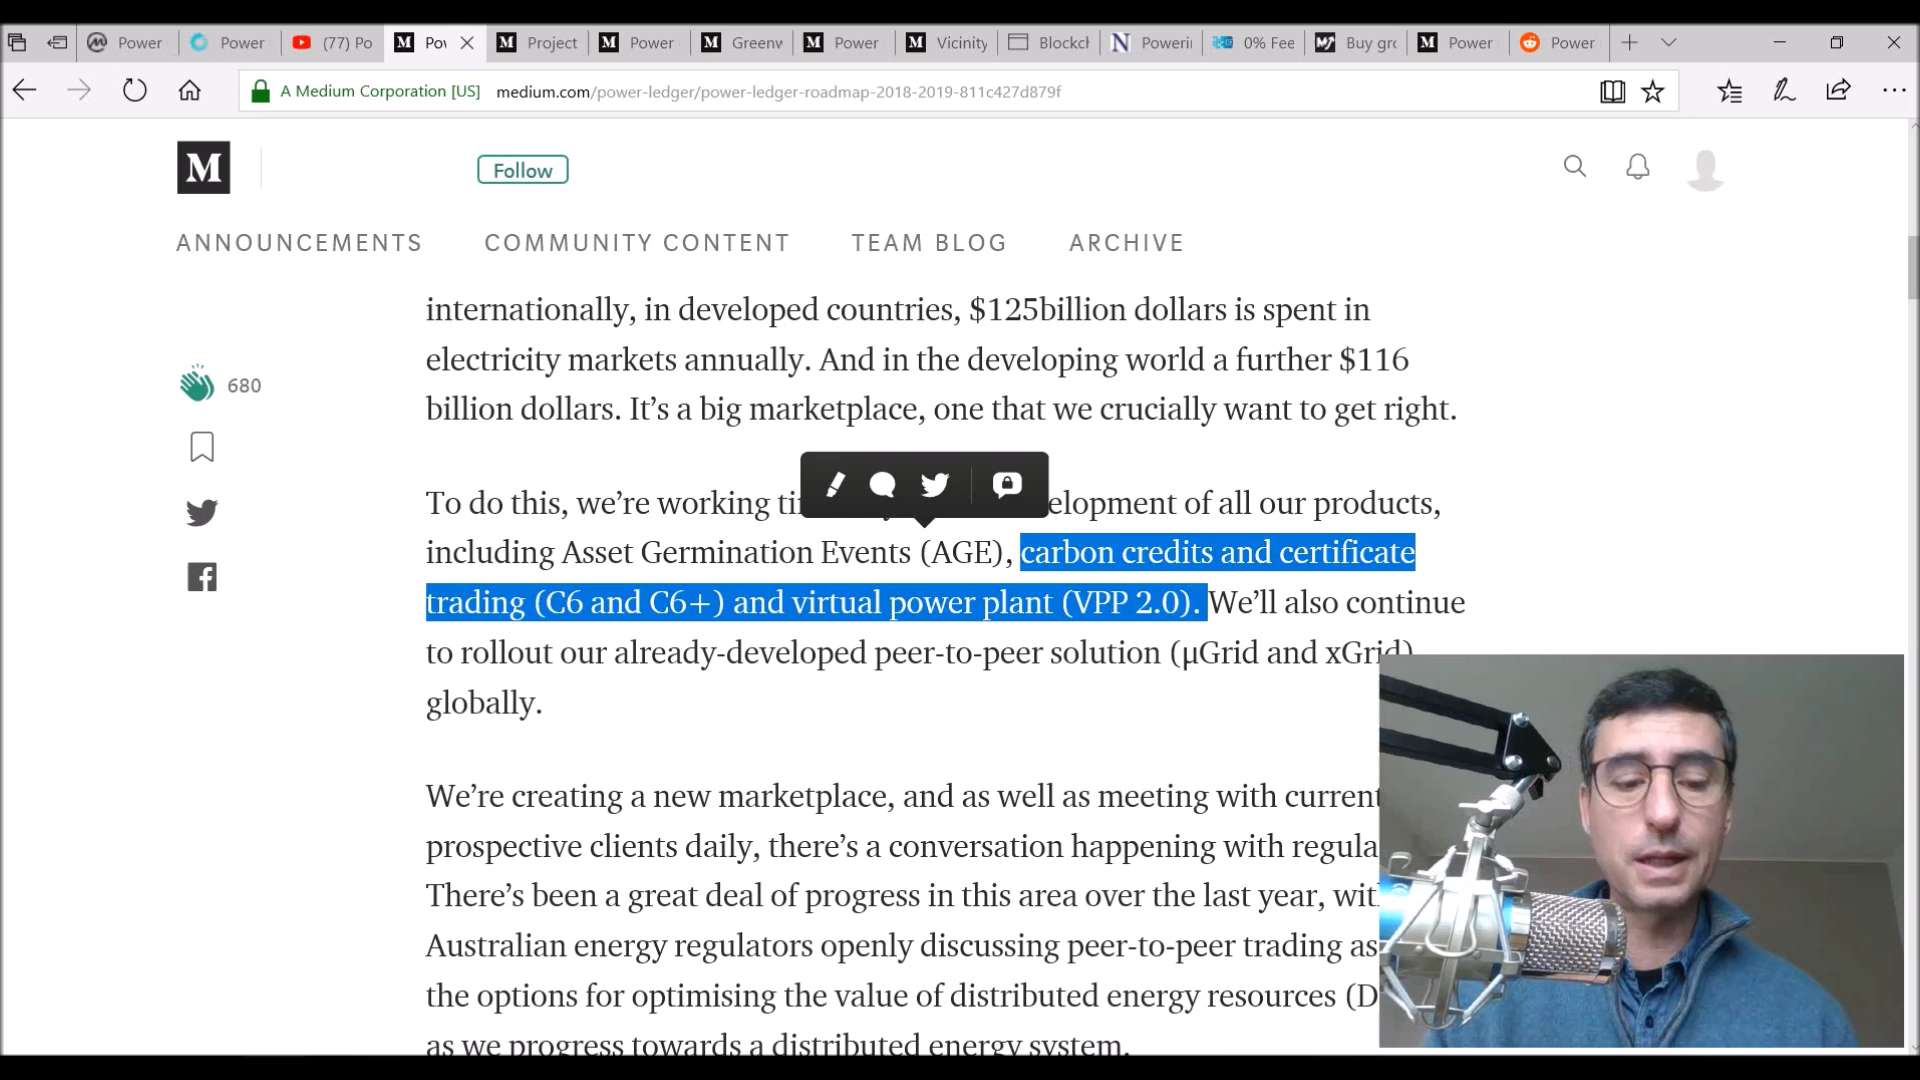 Power
Power
(77) Po
Pow
Project
Power
Greenv
Power
Vicinity
Blockch
Powerin
0% Fee
Buy gro
Power
Power
A Medium Corporation [US] medium.com/power-ledger/power-ledger-roadmap-2018-2019-811c427d879f
M
Follow
ANNOUNCEMENTS COMMUNITY CONTENT TEAM BLOG ARCHIVE
680
internationally, in developed countries, $125billion dollars is spent in
electricity markets annually. And in the developing world a further $116
billion dollars. It’s a big marketplace, one that we crucially want to get right.
To do this, we’re working elopment of all our products,
including Asset Germination Events (AGE), carbon credits and certificate
trading (C6 and C6+) and virtual power plant (VPP 2.0). We’ll also continue
to rollout our already-developed peer-to-peer solution (μGrid and xGrid)
globally.
We’re creating a new marketplace, and as well as meeting with current
prospective clients daily, there’s a conversation happening with regula
There’s been a great deal of progress in this area over the last year, wit
Australian energy regulators openly discussing peer-to-peer trading as
the options for optimising the value of distributed energy resources (D
as we progress towards a distributed energy system.